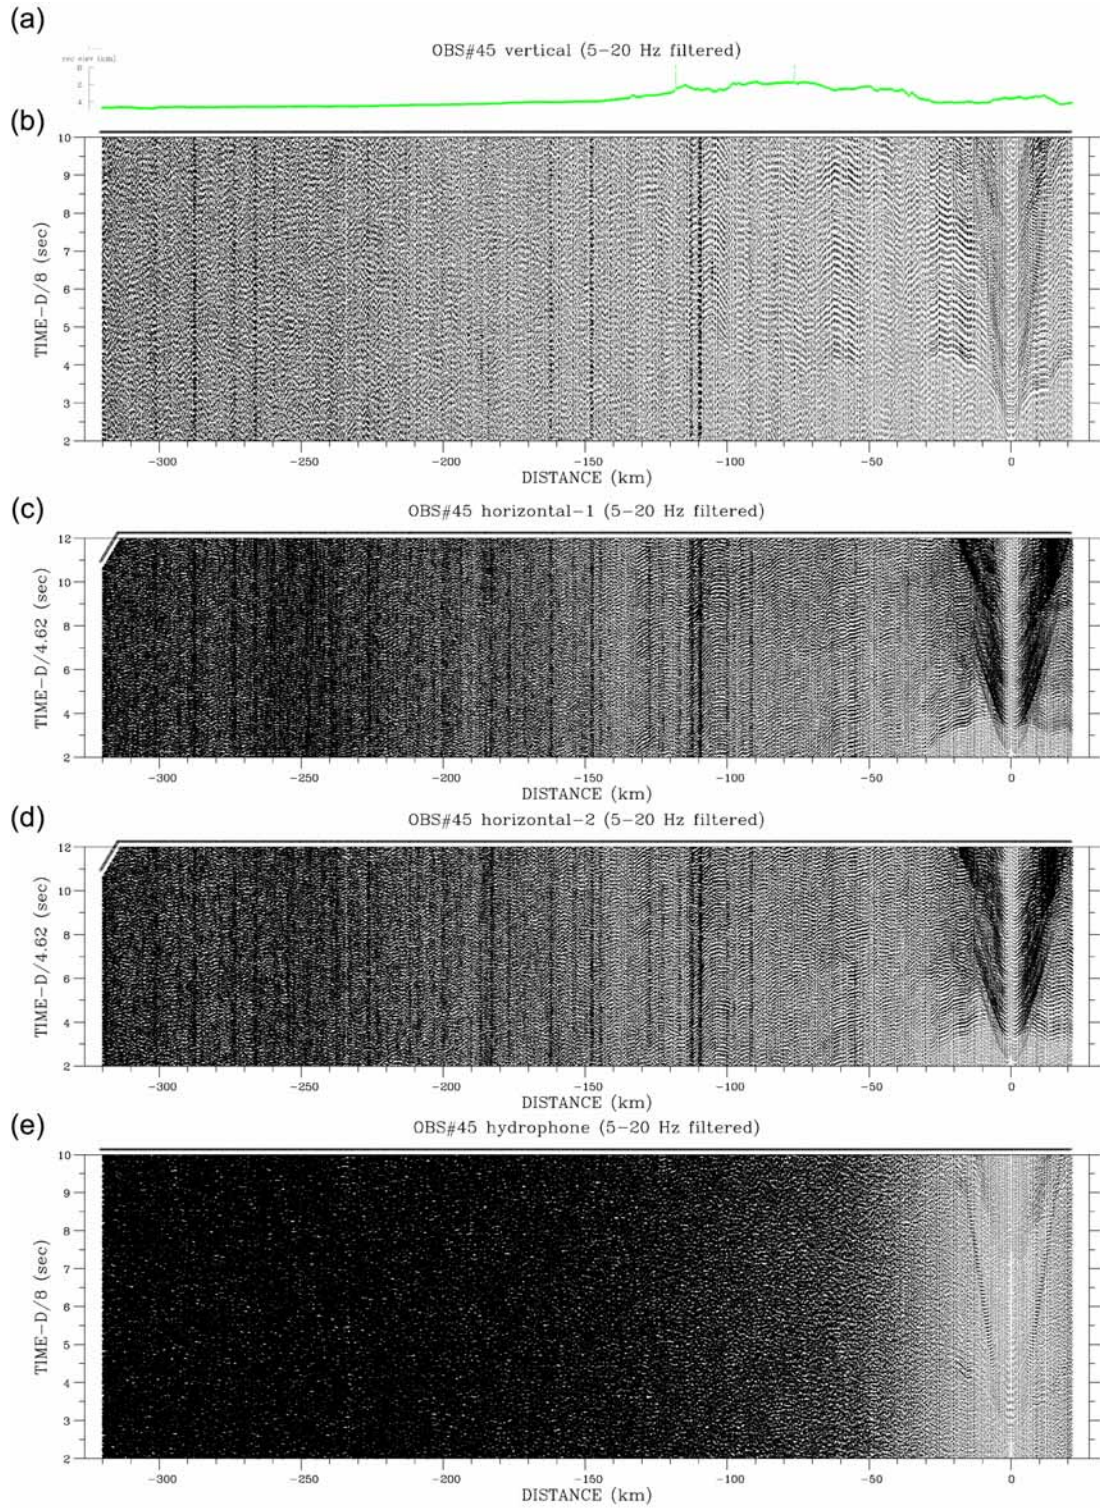 (a)
OBS#45 vertical (5-20 Hz filtered)
0
2
4
(b)
10
9
8
7
6
5
4
3
2
TIME-D/8 (sec)
-300 -250 -200 -150 -100 -50 0
DISTANCE (km)
(c)
OBS#45 horizontal-1 (5-20 Hz filtered)
12
10
8
6
4
2
TIME-D/4.62 (sec)
-300 -250 -200 -150 -100 -50 0
DISTANCE (km)
(d)
OBS#45 horizontal-2 (5-20 Hz filtered)
12
10
8
6
4
2
TIME-D/4.62 (sec)
-300 -250 -200 -150 -100 -50 0
DISTANCE (km)
(e)
OBS#45 hydrophone (5-20 Hz filtered)
10
9
8
7
6
5
4
3
2
TIME-D/8 (sec)
-300 -250 -200 -150 -100 -50 0
DISTANCE (km)